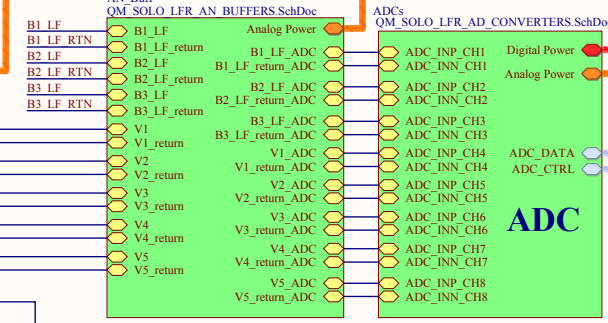 AN_Buff
QM_SOLO_LFR_AN_BUFFERS.SchDoc
B1_LF
B1_LF_RTN
B2_LF
B2_LF_RTN
B3_LF
B3_LF_RTN
B1_LF
B1_LF_return
B2_LF
B2_LF_return
B3_LF
B3_LF_return
V1
V1_return
V2
V2_return
V3
V3_return
V4
V4_return
V5
V5_return
Analog Power
B1_LF_ADC
B1_LF_return_ADC
B2_LF_ADC
B2_LF_return_ADC
B3_LF_ADC
B3_LF_return_ADC
V1_ADC
V1_return_ADC
V2_ADC
V2_return_ADC
V3_ADC
V3_return_ADC
V4_ADC
V4_return_ADC
V5_ADC
V5_return_ADC
ADCs
QM_SOLO_LFR_AD_CONVERTERS.SchDo
ADC_INP_CH1
ADC_INN_CH1
ADC_INP_CH2
ADC_INN_CH2
ADC_INP_CH3
ADC_INN_CH3
ADC_INP_CH4
ADC_INN_CH4
ADC_INP_CH5
ADC_INN_CH5
ADC_INP_CH6
ADC_INN_CH6
ADC_INP_CH7
ADC_INN_CH7
ADC_INP_CH8
ADC_INN_CH8
Digital Power
Analog Power
ADC_DATA
ADC_CTRL
ADC